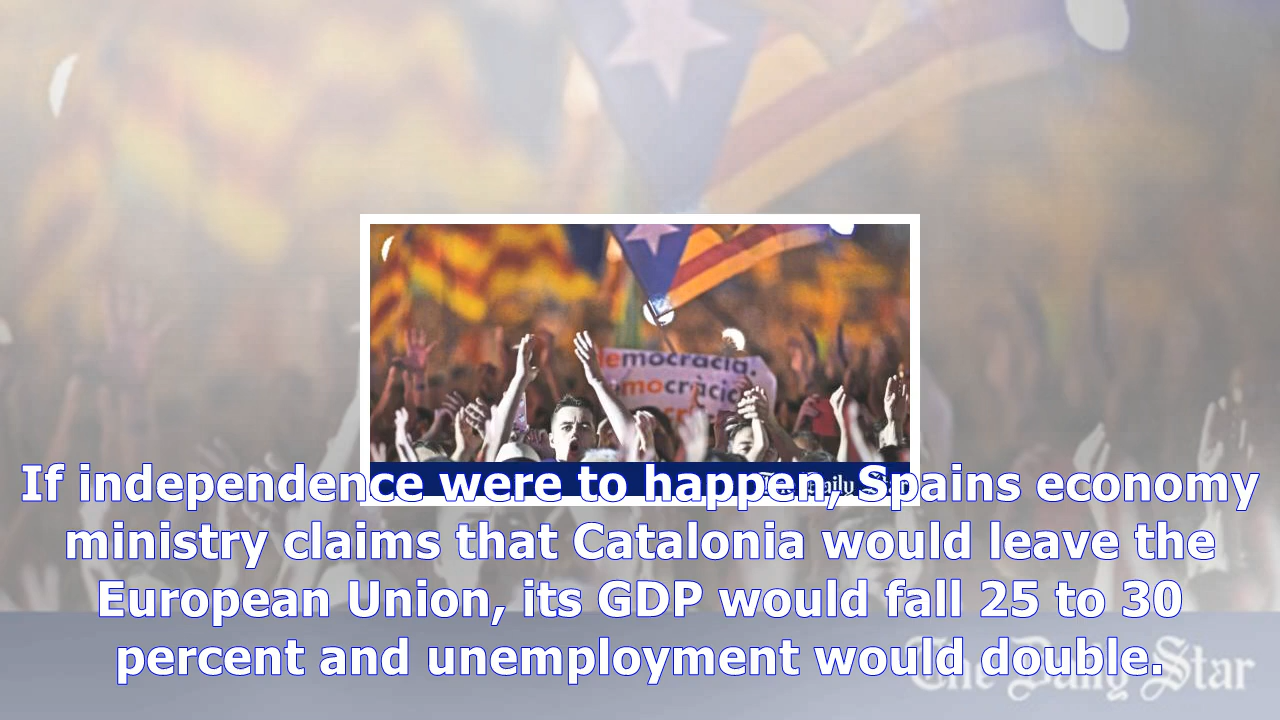 democràcia.
If independence were to happen, Spains economy
ministry claims that Catalonia would leave the
European Union, its GDP would fall 25 to 30
percent and unemployment would double.
The Daily Star